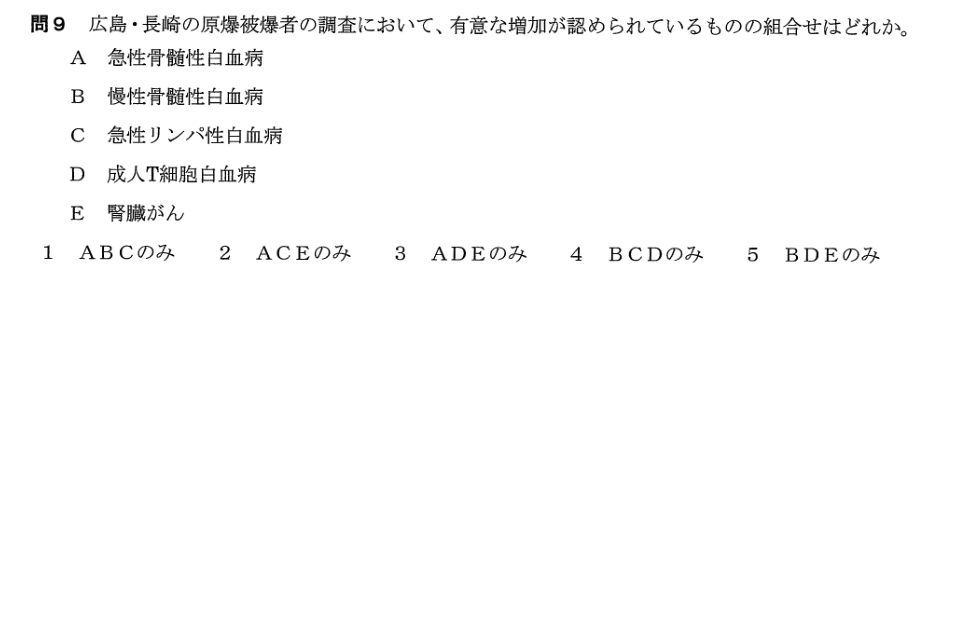 問9　広島・長崎の原爆被爆者の調査において、有意な増加が認められているものの組合せはどれか。
A　急性骨髄性白血病
B　慢性骨髄性白血病
C　急性リンパ性白血病
D　成人T細胞白血病
E　腎臓がん
1　ABCのみ　2　ACEのみ　3　ADEのみ　4　BCDのみ　5　BDEのみ